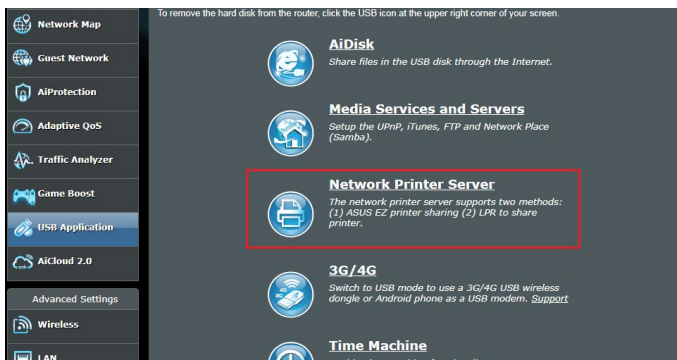 To remove the hard disk from the router, click the USB icon at the upper right corner of your screen.
Network Map
Guest Network
AiProtection
Adaptive QoS
Traffic Analyzer
Game Boost
USB Application
AiCloud 2.0
Advanced Settings
Wireless
LAN
AiDisk
Share files in the USB disk through the Internet.
Media Services and Servers
Setup the UPnP, iTunes, FTP and Network Place
(Samba).
Network Printer Server
The network printer server supports two methods:
(1) ASUS EZ printer sharing (2) LPR to share
printer.
3G/4G
Switch to USB mode to use a 3G/4G USB wireless
dongle or Android phone as a USB modem. Support
Time Machine